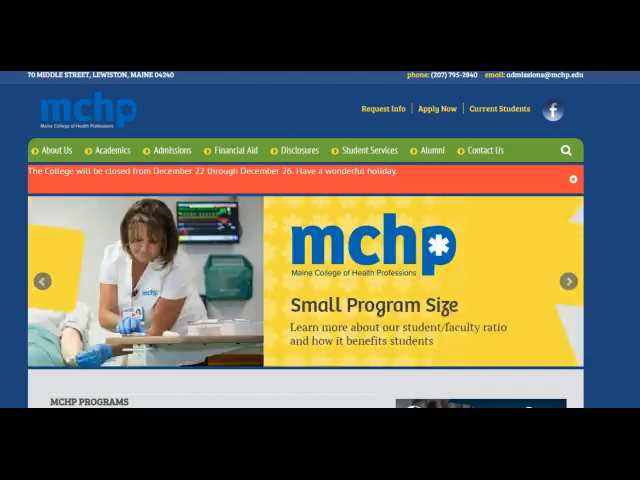 70 MIDDLE STREET, LEWISTON, MAINE 04240
phone: (207) 795-2840 email: admissions@mchp.edu
mchp
Maine College of Health Professions
Request Info Apply Now Current Students
f
About Us Academics Admissions Financial Aid Disclosures Student Services Alumni Contact Us
The College will be closed from December 22 through December 26. Have a wonderful holiday.
mchp
mchp
Maine College of Health Professions
Small Program Size
Learn more about our student/faculty ratio
and how it benefits students
MCHP PROGRAMS